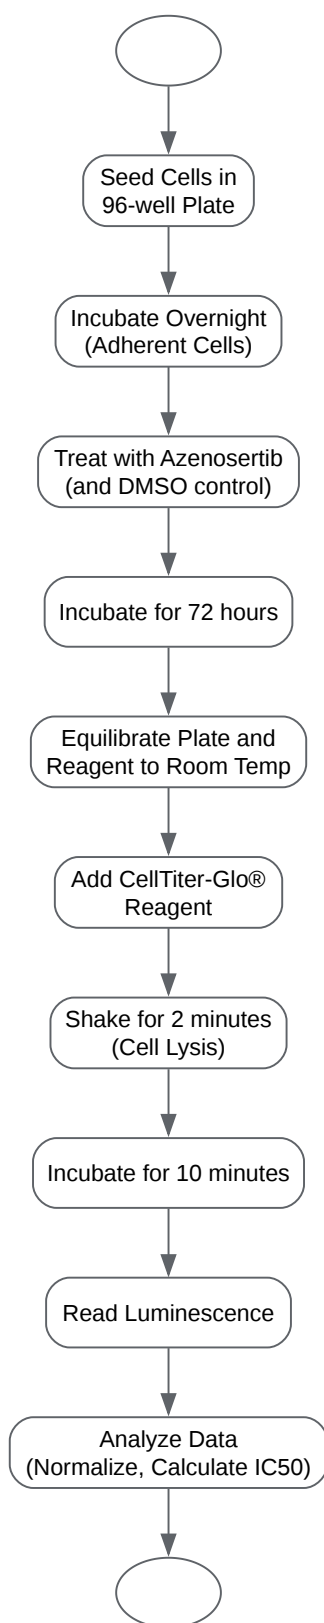 Seed Cells in
96-well Plate
Incubate Overnight
(Adherent Cells)
Treat with Azenosertib
(and DMSO control)
Incubate for 72 hours
Equilibrate Plate and
Reagent to Room Temp
Add CellTiter-Glo®
Reagent
Shake for 2 minutes
(Cell Lysis)
Incubate for 10 minutes
Read Luminescence
Analyze Data
(Normalize, Calculate IC50)